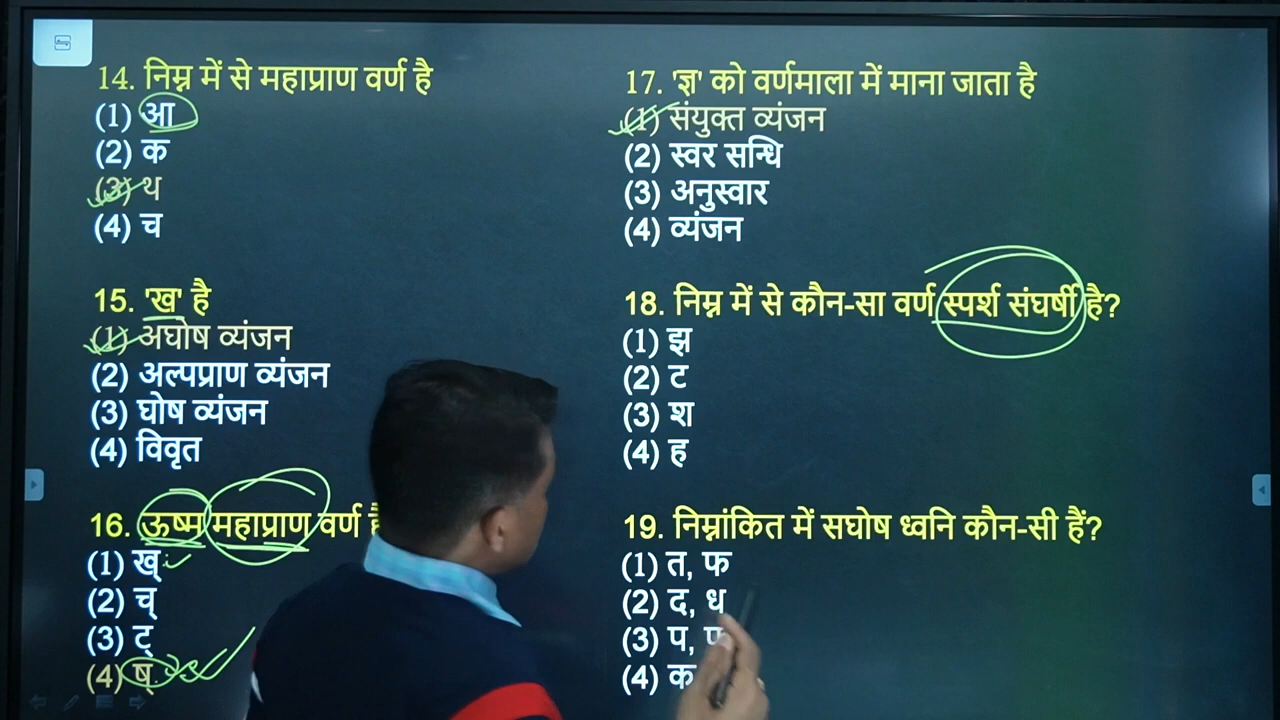 14. निम्न में से महाप्राण वर्ण है
(1) आ
(2) क
(3) थ
(4) च
15. 'ख' है
(1) अघोष व्यंजन
(2) अल्पप्राण व्यंजन
(3) घोष व्यंजन
(4) विवृत
16. ऊष्म महाप्राण वर्ण
(1) ख्
(2) च्
(3) ट्
(4) ष्
17. 'ज्ञ' को वर्णमाला में माना जाता है
(1) संयुक्त व्यंजन
(2) स्वर सन्धि
(3) अनुस्वार
(4) व्यंजन
18. निम्न में से कौन-सा वर्ण स्पर्श संघर्षी है?
(1) झ
(2) ट
(3) श
(4) ह
19. निम्नांकित में सघोष ध्वनि कौन-सी हैं?
(1) त, फ
(2) द, ध
(3) प,
(4) क